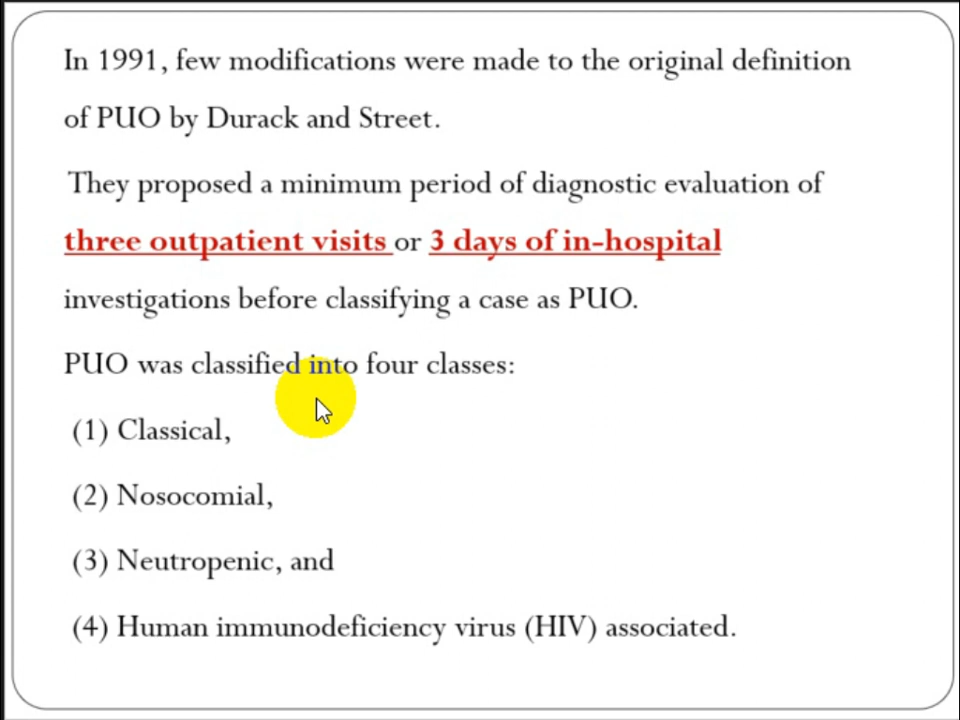 In 1991, few modifications were made to the original definition
of PUO by Durack and Street.
They proposed a minimum period of diagnostic evaluation of
three outpatient visits or 3 days of in-hospital
investigations before classifying a case as PUO.
PUO was classified into four classes:
(1) Classical,
(2) Nosocomial,
(3) Neutropenic, and
(4) Human immunodeficiency virus (HIV) associated.